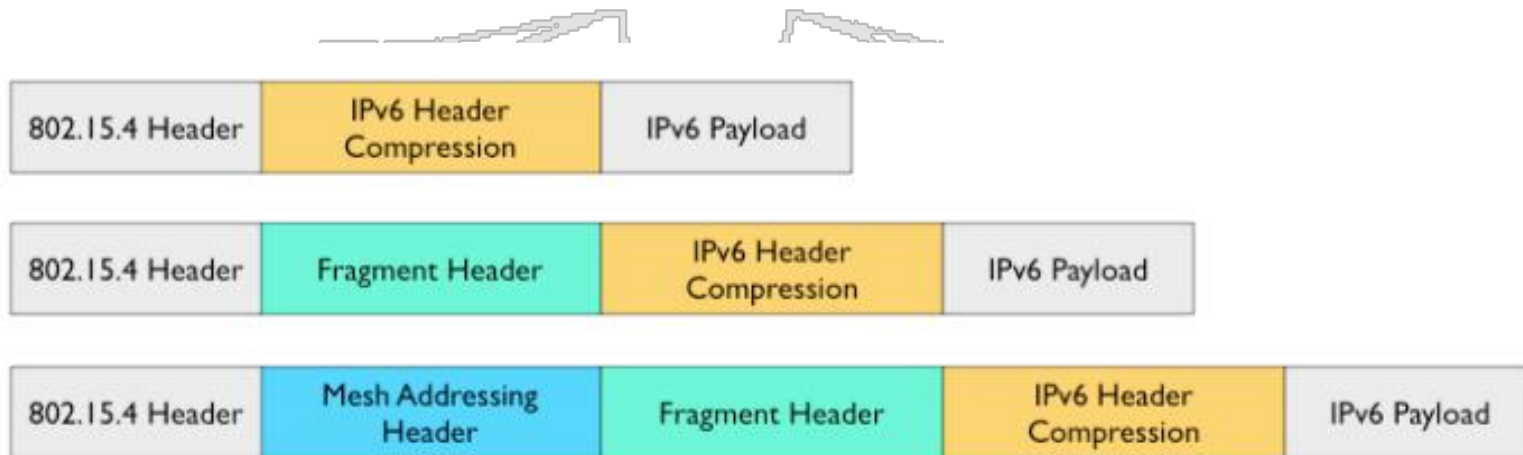 802.15.4 Header IPv6 Header Compression IPv6 Payload
802.15.4 Header Fragment Header IPv6 Header Compression IPv6 Payload
802.15.4 Header Mesh Addressing Header Fragment Header IPv6 Header Compression IPv6 Payload